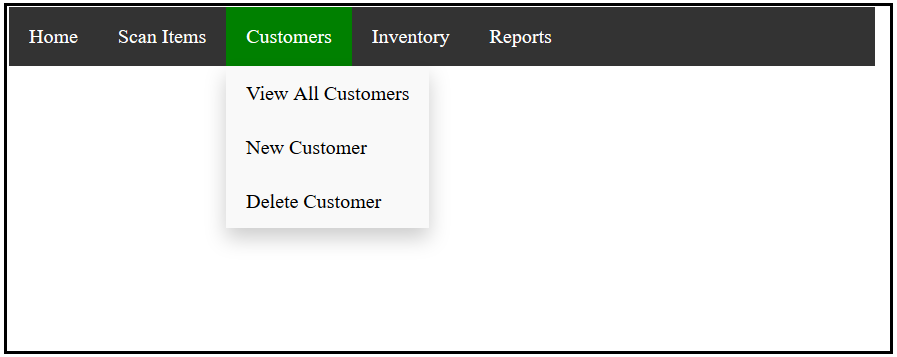 Home Scan Items Customers Inventory Reports
View All Customers
New Customer
Delete Customer